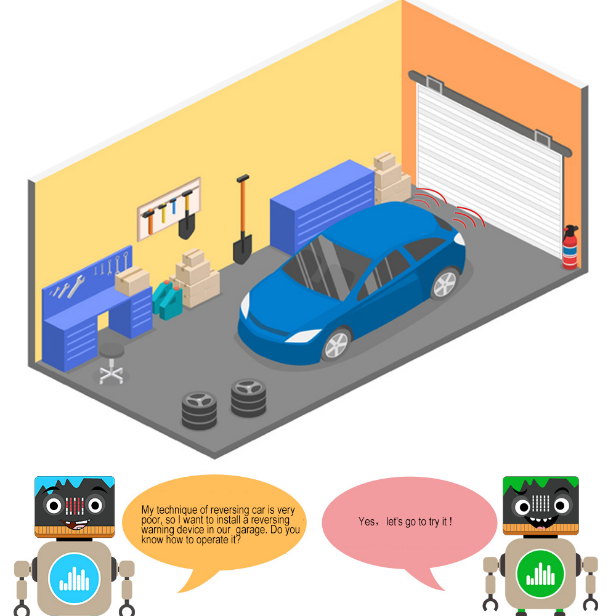 My technique of reversing car is very
poor, so I want to install a reversing
warning device in our garage. Do you
know how to operate it?
Yes, let's go to try it !